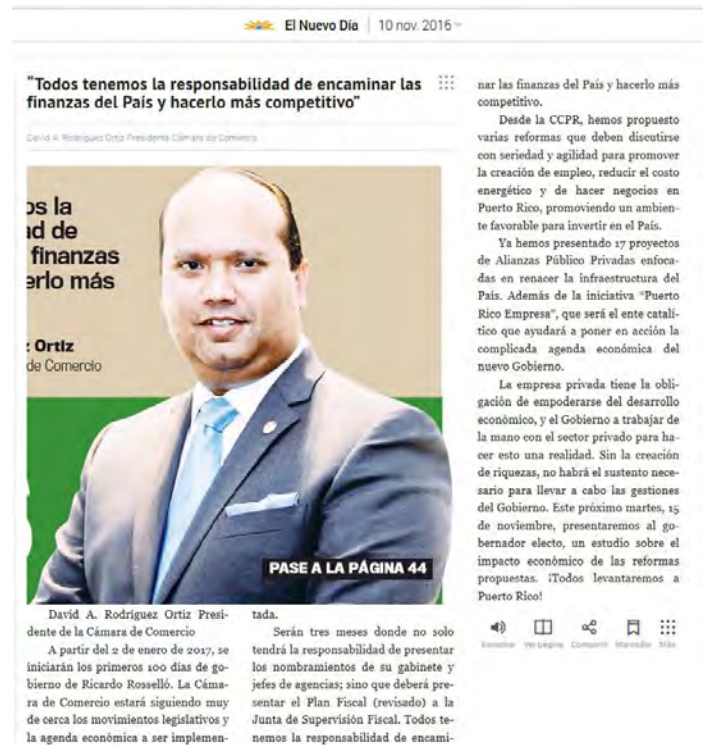 El Nuevo Día | 10 nov. 2016
"Todos tenemos la responsabilidad de encaminar las
finanzas del País y hacerlo más competitivo"
David A. Rodríguez Ortiz Presidente Cámara de Comercio
os la
ad de
finanzas
erlo más
z Ortiz
de Comercio
PASE A LA PÁGINA 44
David A. Rodríguez Ortiz Presi-
dente de la Cámara de Comercio
A partir del 2 de enero de 2017, se
iniciarán los primeros 100 días de go-
bierno de Ricardo Rosselló. La Cáma-
ra de Comercio estará siguiendo muy
de cerca los movimientos legislativos y
la agenda económica a ser implemen-
tada.
Serán tres meses donde no solo
tendrá la responsabilidad de presentar
los nombramientos de su gabinete y
jefes de agencias; sino que deberá pre-
sentar el Plan Fiscal (revisado) a la
Junta de Supervisión Fiscal. Todos te-
nemos la responsabilidad de encami-
nar las finanzas del País y hacerlo más
competitivo.
Desde la CCPR, hemos propuesto
varias reformas que deben discutirse
con seriedad y agilidad para promover
la creación de empleo, reducir el costo
energético y de hacer negocios en
Puerto Rico, promoviendo un ambien-
te favorable para invertir en el País.
Ya hemos presentado 17 proyectos
de Alianzas Público Privadas enfoca-
das en renacer la infraestructura del
País. Además de la iniciativa "Puerto
Rico Empresa", que será el ente catalí-
tico que ayudará a poner en acción la
complicada agenda económica del
nuevo Gobierno.
La empresa privada tiene la obli-
gación de empoderarse del desarrollo
económico, y el Gobierno a trabajar de
la mano con el sector privado para ha-
cer esto una realidad. Sin la creación
de riquezas, no habrá el sustento nece-
sario para llevar a cabo las gestiones
del Gobierno. Este próximo martes, 15
de noviembre, presentaremos al go-
bernador electo, un estudio sobre el
impacto económico de las reformas
propuestas. ¡Todos levantaremos a
Puerto Rico!
Escuchar Ver página Compartir Marcador Más